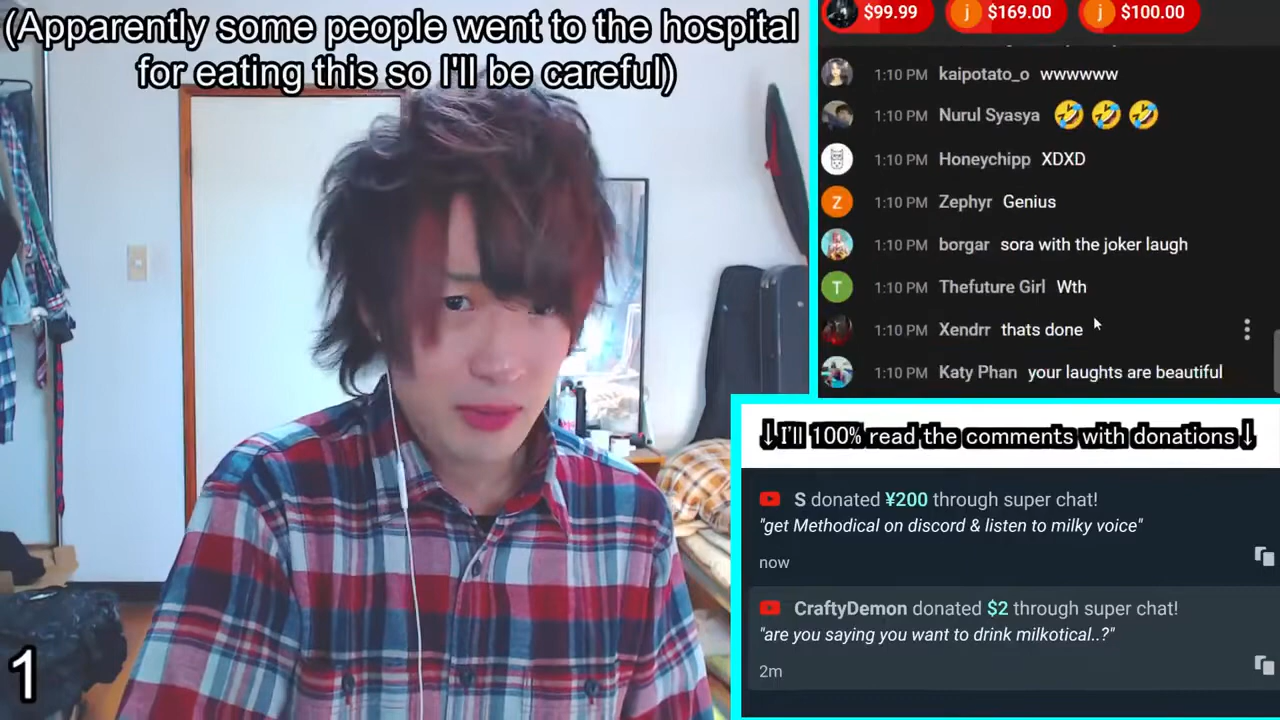 (Apparently some people went to the hospital
for eating this so I'll be careful)
1
$99.99
j $169.00
j $100.00
1:10 PM kaipotato_o wwwwww
1:10 PM Nurul Syasya 🤣🤣🤣
1:10 PM Honeychipp XDXD
Z 1:10 PM Zephyr Genius
1:10 PM borgar sora with the joker laugh
T 1:10 PM Thefuture Girl Wth
1:10 PM Xendrr thats done
1:10 PM Katy Phan your laughts are beautiful
↓I'll 100% read the comments with donations↓
S donated ¥200 through super chat!
"get Methodical on discord & listen to milky voice"
now
CraftyDemon donated $2 through super chat!
"are you saying you want to drink milkotical..?"
2m